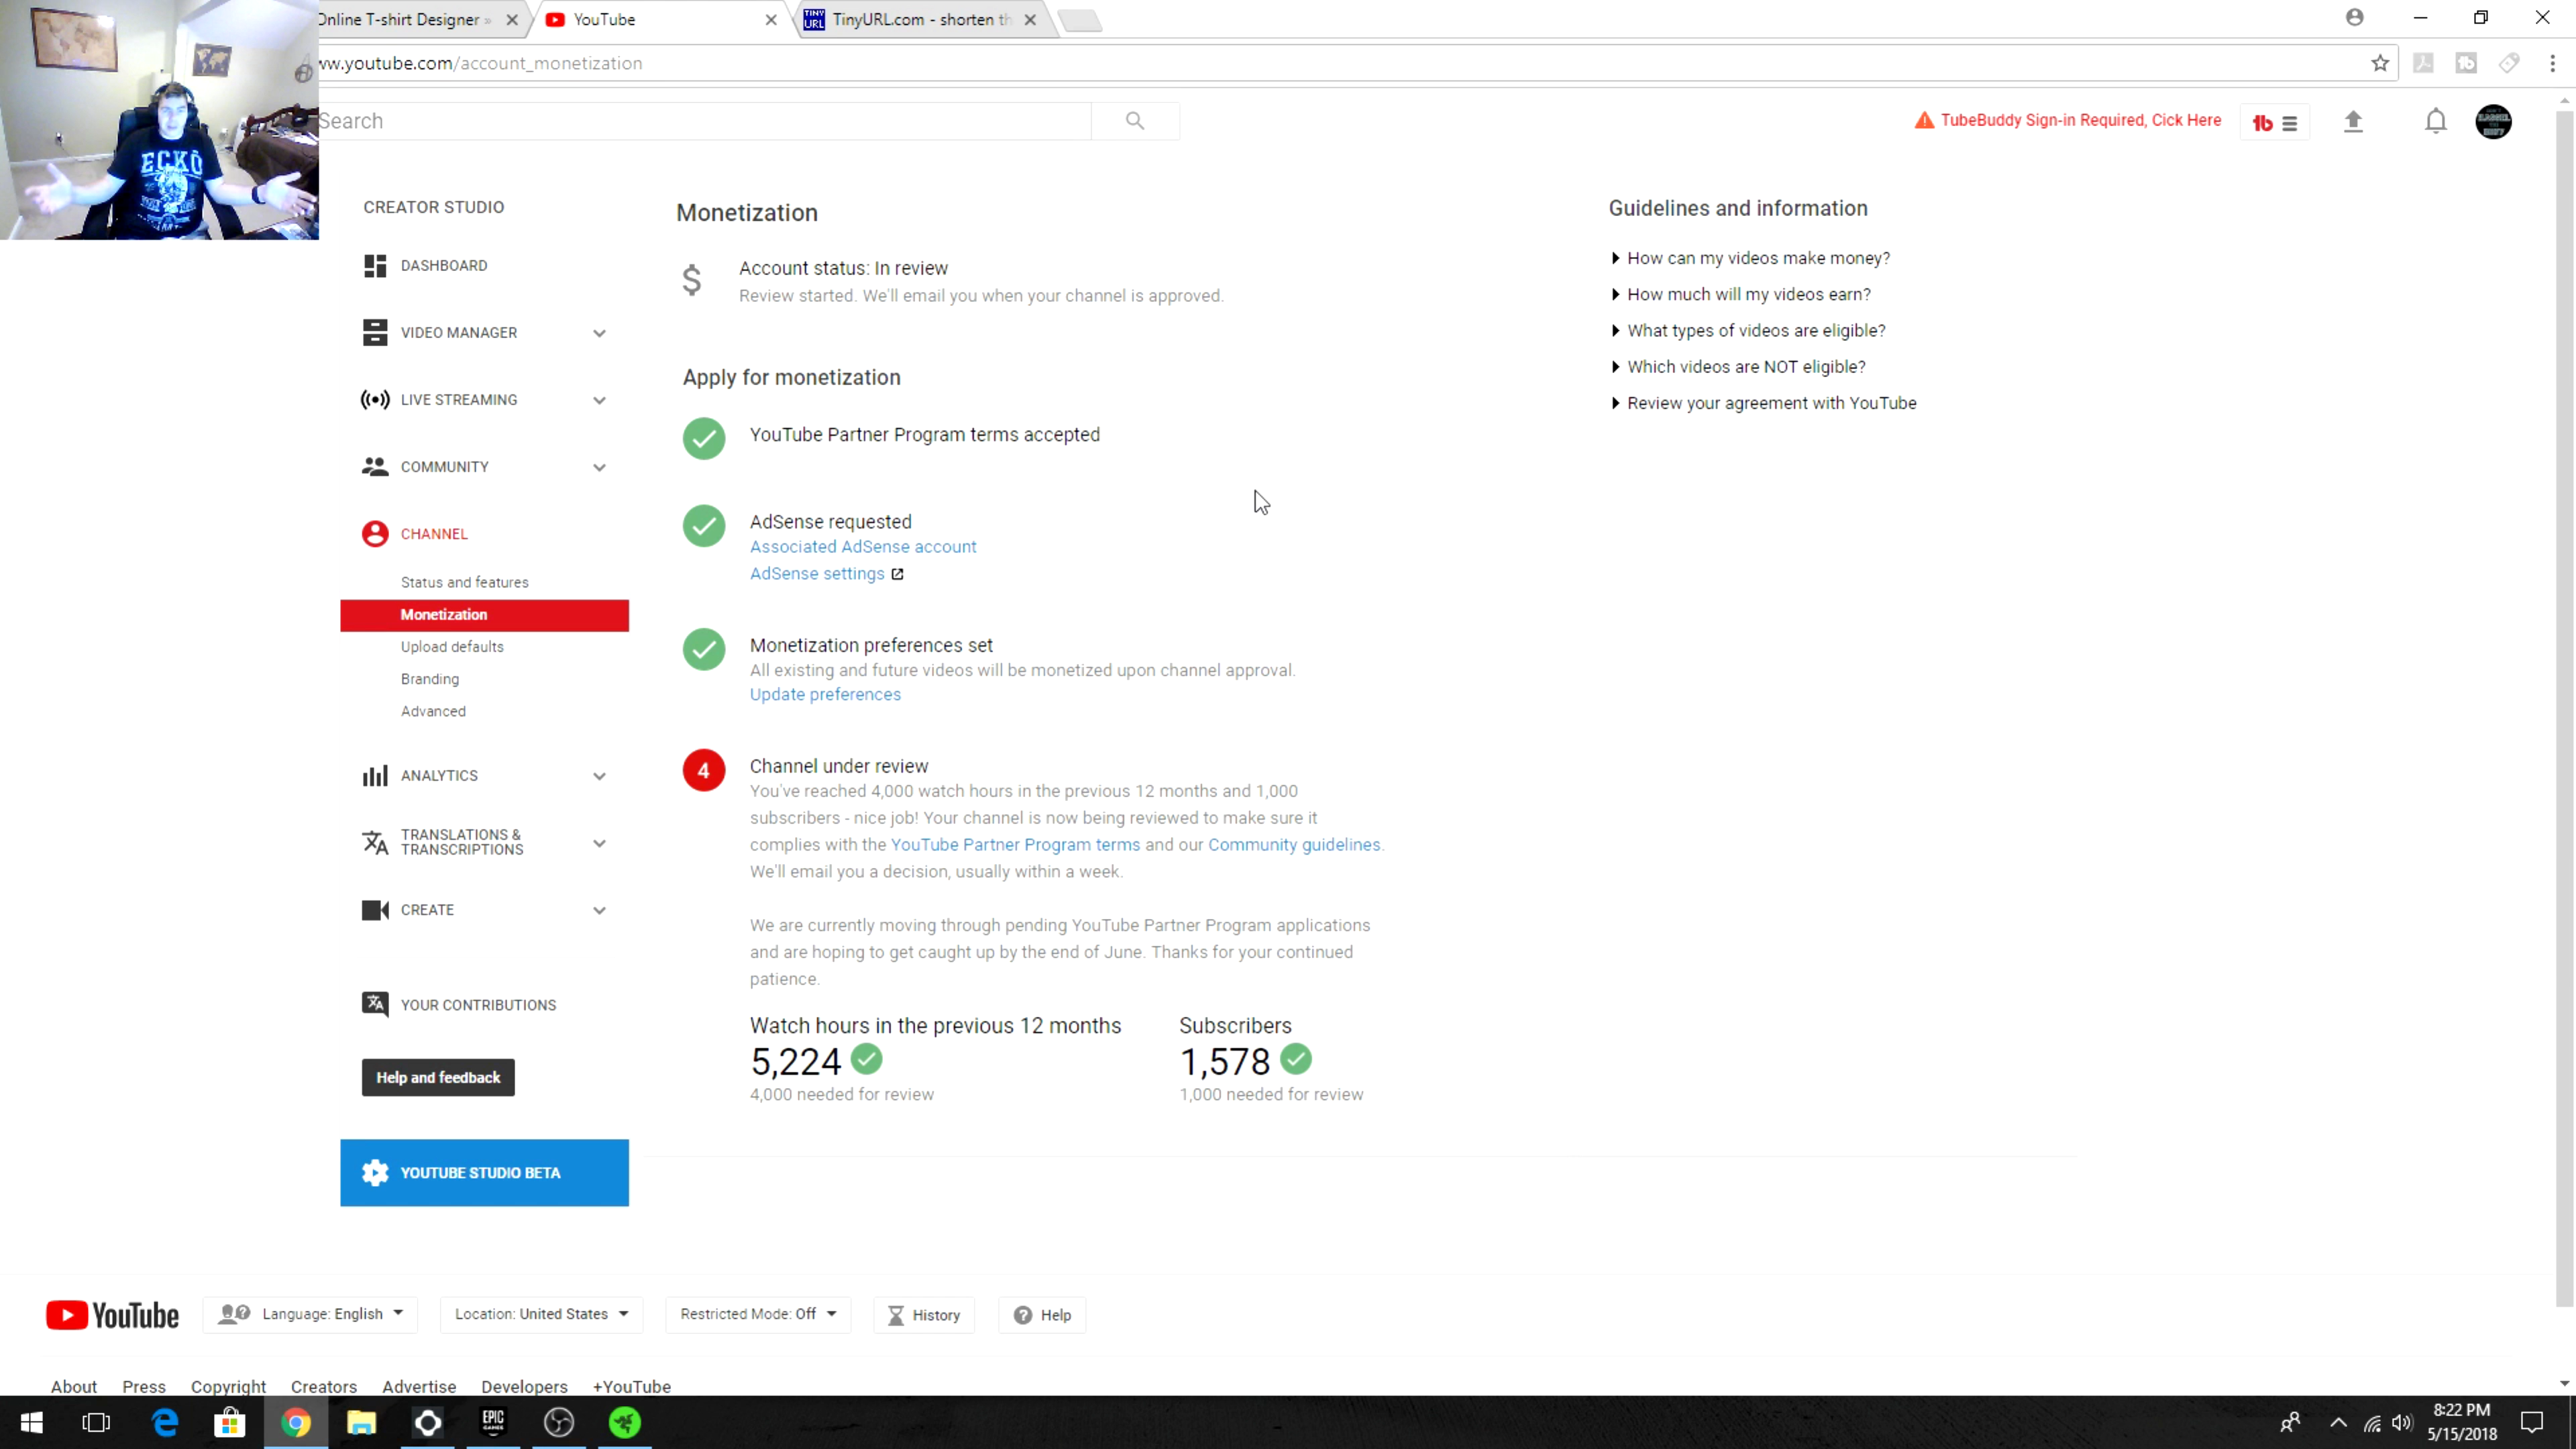 Online T-shirt Designer »
YouTube
TinyURL.com - shorten th
ww.youtube.com/account_monetization
Search
TubeBuddy Sign-in Required, Cick Here
ECKŌ
CREATOR STUDIO
DASHBOARD
VIDEO MANAGER
LIVE STREAMING
COMMUNITY
CHANNEL
Status and features
Monetization
Upload defaults
Branding
Advanced
ANALYTICS
TRANSLATIONS &
TRANSCRIPTIONS
CREATE
YOUR CONTRIBUTIONS
Help and feedback
YOUTUBE STUDIO BETA
Monetization
Account status: In review
Review started. We'll email you when your channel is approved.
Apply for monetization
YouTube Partner Program terms accepted
AdSense requested
Associated AdSense account
AdSense settings
Monetization preferences set
All existing and future videos will be monetized upon channel approval.
Update preferences
4
Channel under review
You've reached 4,000 watch hours in the previous 12 months and 1,000
subscribers - nice job! Your channel is now being reviewed to make sure it
complies with the YouTube Partner Program terms and our Community guidelines.
We'll email you a decision, usually within a week.
We are currently moving through pending YouTube Partner Program applications
and are hoping to get caught up by the end of June. Thanks for your continued
patience.
Watch hours in the previous 12 months
5,224
4,000 needed for review
Subscribers
1,578
1,000 needed for review
Guidelines and information
How can my videos make money?
How much will my videos earn?
What types of videos are eligible?
Which videos are NOT eligible?
Review your agreement with YouTube
YouTube
Language: English
Location: United States
Restricted Mode: Off
History
Help
About Press Copyright Creators Advertise Developers +YouTube
EPIC
GAMES
8:22 PM
5/15/2018